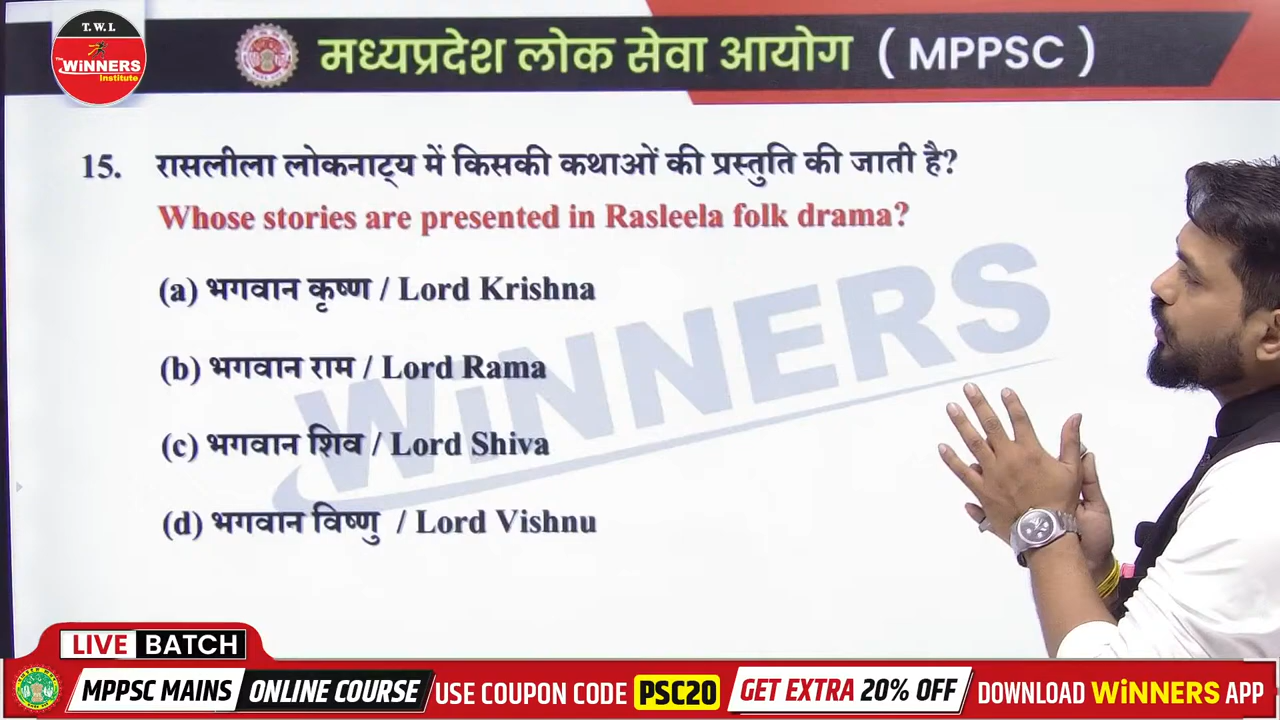 T. W. I.
The WiNNERS
Institute
मध्यप्रदेश लोक सेवा आयोग ( MPPSC )
15. रासलीला लोकनाट्य में किसकी कथाओं की प्रस्तुति की जाती है?
Whose stories are presented in Rasleela folk drama?
(a) भगवान कृष्ण / Lord Krishna
(b) भगवान राम / Lord Rama
(c) भगवान शिव / Lord Shiva
(d) भगवान विष्णु / Lord Vishnu
WiNNERS
LIVE BATCH
MPPSC MAINS ONLINE COURSE USE COUPON CODE PSC20 GET EXTRA 20% OFF DOWNLOAD WiNNERS APP